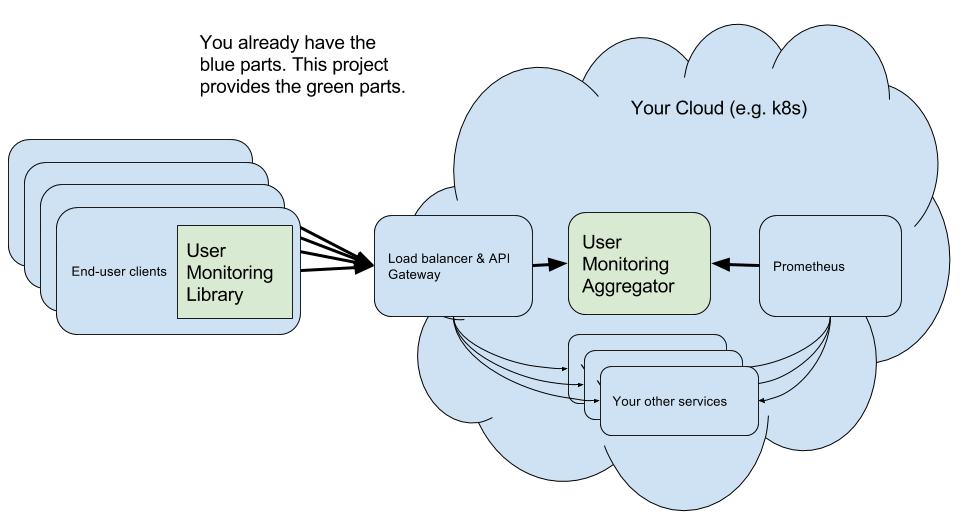 You already have the
blue parts. This project
provides the green parts.
Your Cloud (e.g. k8s)
End-user clients
User
Monitoring
Library
Load balancer & API
Gateway
User
Monitoring
Aggregator
Prometheus
Your other services